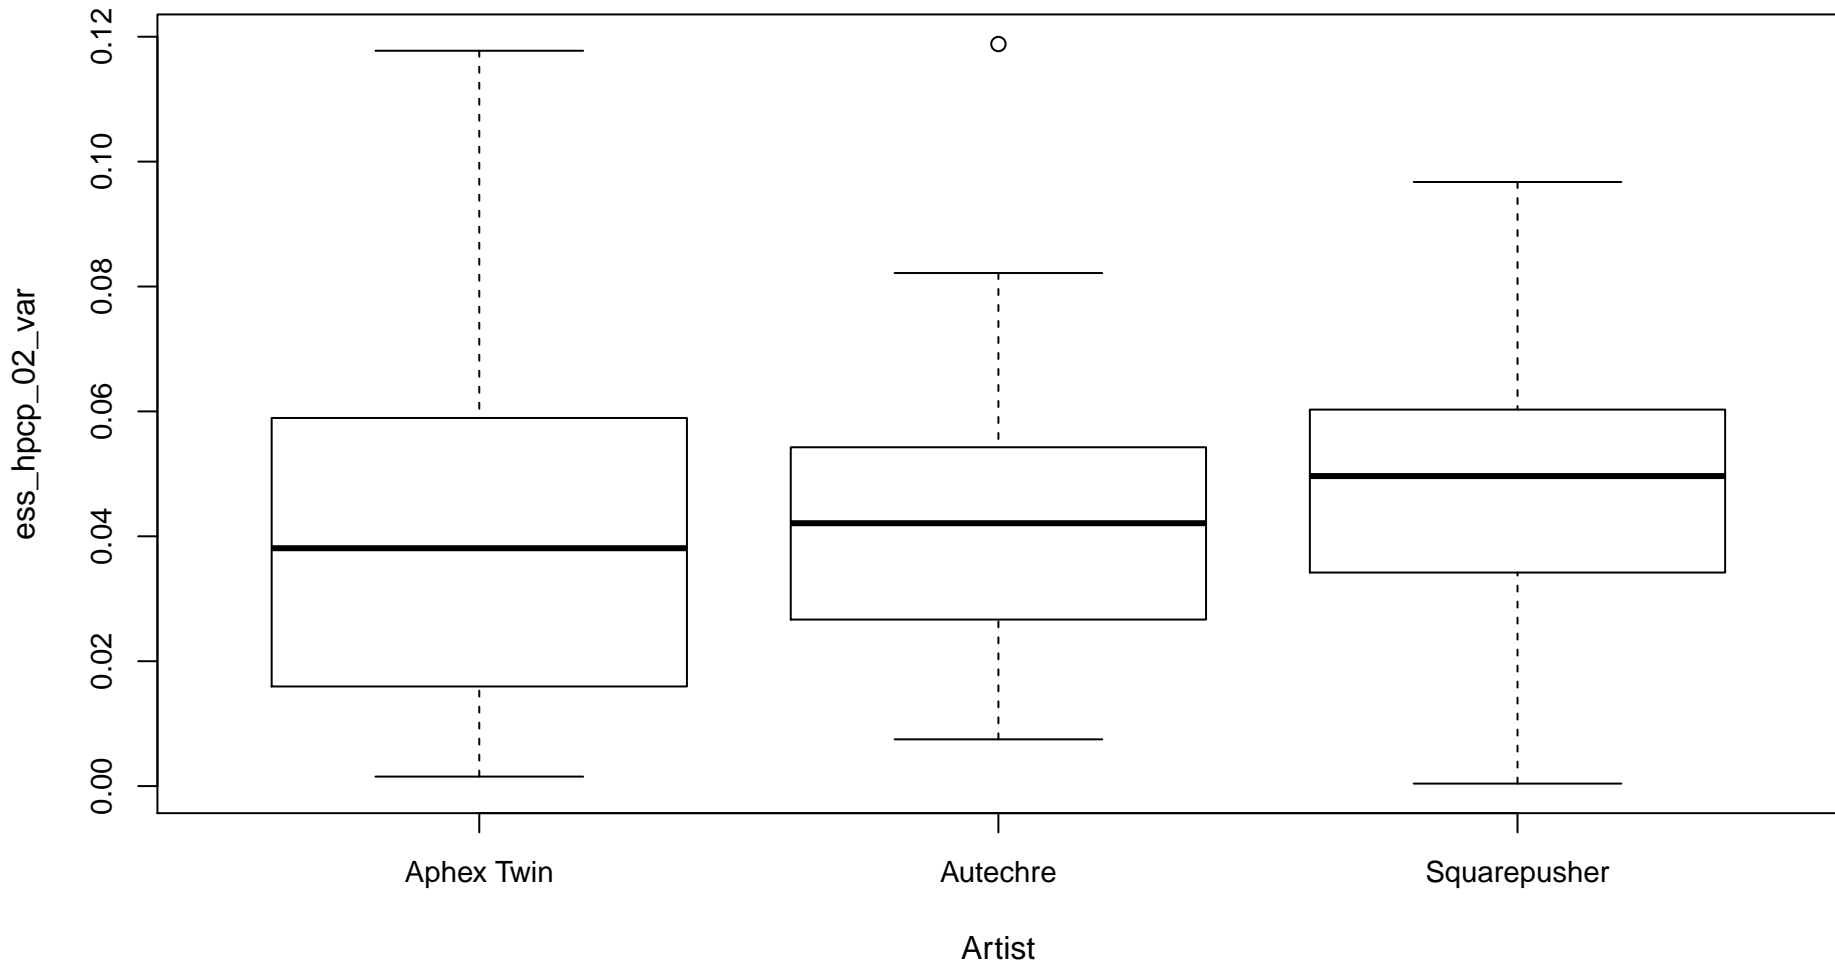 ess_hpcp_02_var
0.12
0.10
0.08
0.06
0.04
0.02
0.00
Aphex Twin
Autechre
Squarepusher
Artist